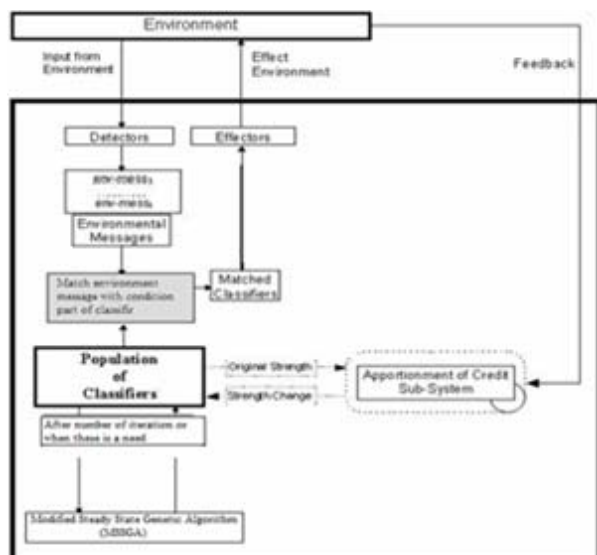 Environment
Input from
Environment
Effect
Environment
Feedback
Detectors
Effectors
env-mess₁
env-mess
Environmental
Messages
Match environment
message with condition
part of classifir
Matched
Classifiers
Population
of
Classifiers
Original Strength
Strength Change
Apportionment of Credit
Sub-System
After number of iteration or
when there is a need
Modified Steady State Genetic Algorithm
(MSSGA)